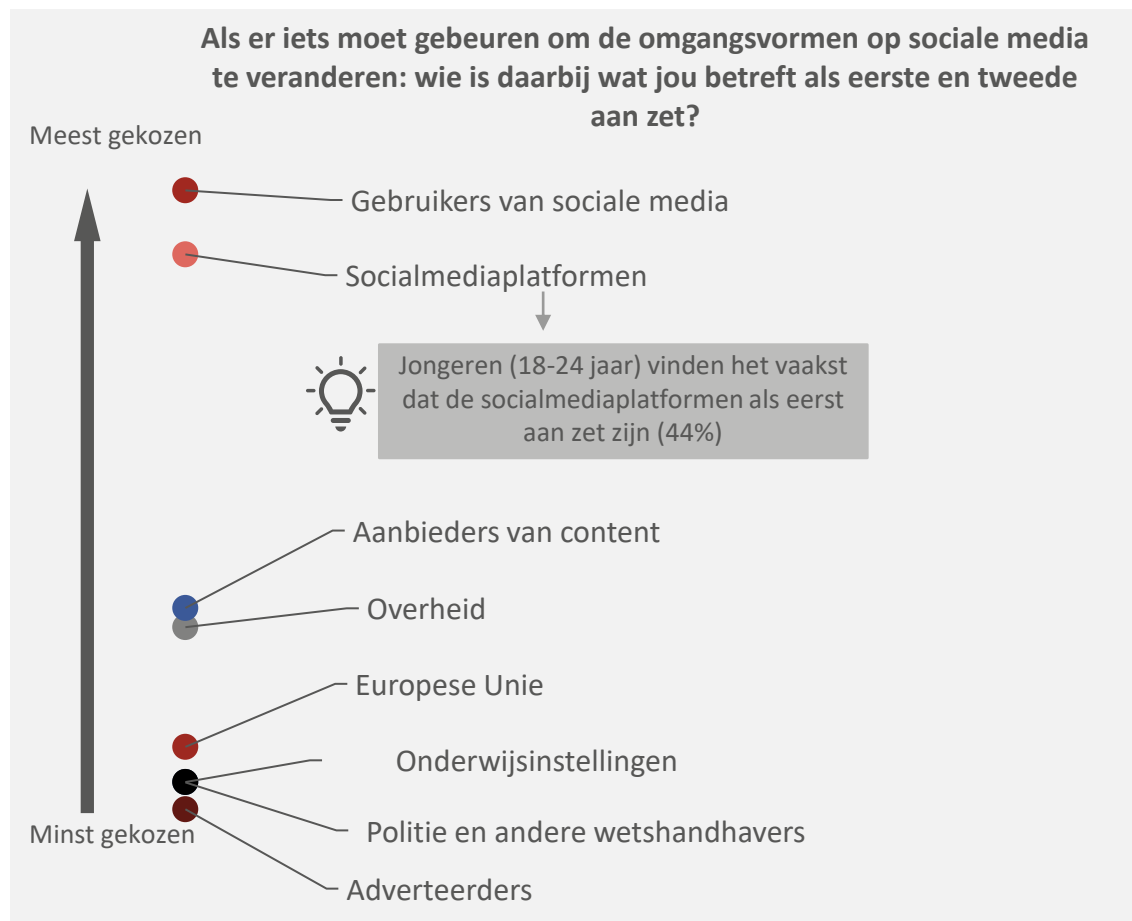 Als er iets moet gebeuren om de omgangsvormen op sociale media
te veranderen: wie is daarbij wat jou betreft als eerste en tweede
aan zet?
Meest gekozen
Gebruikers van sociale media
Socialmediaplatformen
Jongeren (18-24 jaar) vinden het vaakst
dat de socialmediaplatformen als eerst
aan zet zijn (44%)
Aanbieders van content
Overheid
Europese Unie
Onderwijsinstellingen
Politie en andere wetshandhavers
Minst gekozen
Adverteerders